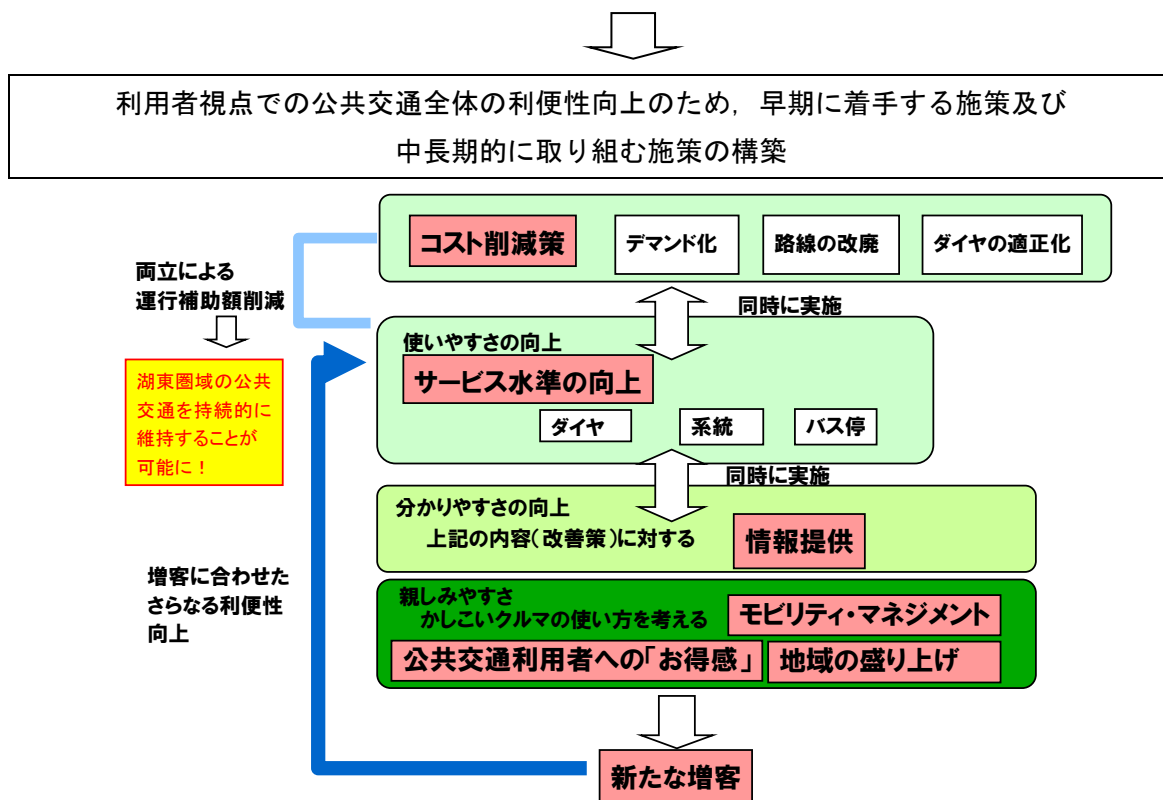 利用者視点での公共交通全体の利便性向上のため，早期に着手する施策及び
中長期的に取り組む施策の構築
コスト削減策
デマンド化
路線の改廃
ダイヤの適正化
両立による
運行補助額削減
同時に実施
使いやすさの向上
サービス水準の向上
ダイヤ
系統
バス停
湖東圏域の公共
交通を持続的に
維持することが
可能に！
同時に実施
分かりやすさの向上
上記の内容（改善策）に対する
情報提供
増客に合わせた
さらなる利便性
向上
親しみやすさ
かしこいクルマの使い方を考える
モビリティ・マネジメント
公共交通利用者への「お得感」
地域の盛り上げ
新たな増客